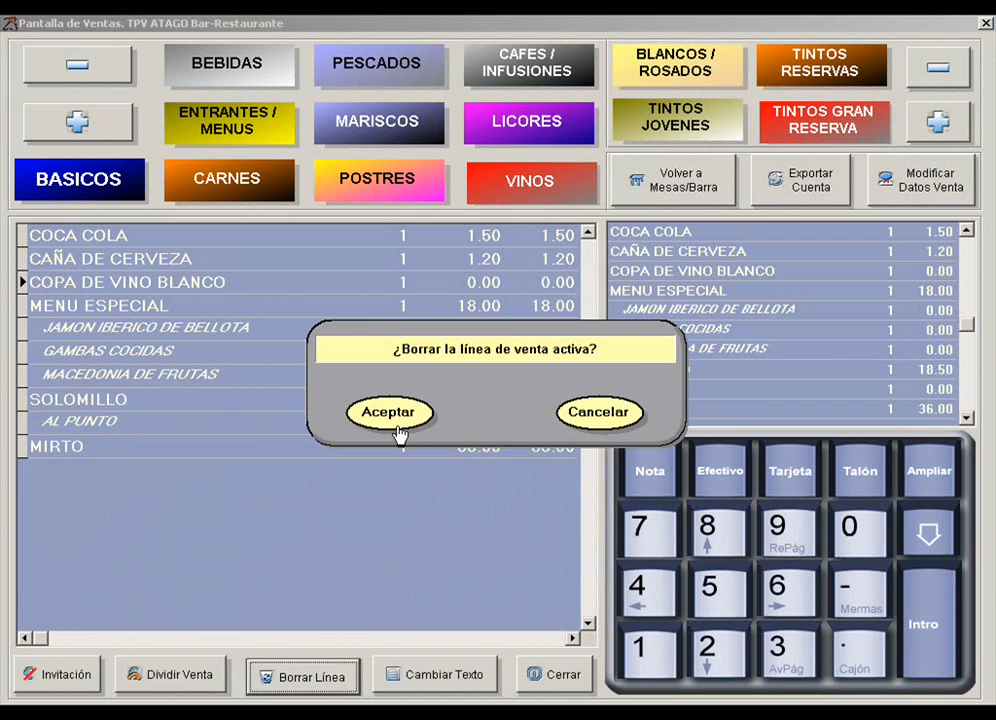 Pantalla de Ventas. TPV ATAGO Bar-Restaurante
BEBIDAS
PESCADOS
CAFES /
INFUSIONES
BLANCOS /
ROSADOS
TINTOS
RESERVAS
ENTRANTES /
MENUS
MARISCOS
LICORES
TINTOS
JOVENES
TINTOS GRAN
RESERVA
BASICOS
CARNES
POSTRES
VINOS
Volver a
Mesas/Barra
Exportar
Cuenta
Modificar
Datos Venta
COCA COLA 1 1.50 1.50
CAÑA DE CERVEZA 1 1.20 1.20
COPA DE VINO BLANCO 1 0.00 0.00
MENU ESPECIAL 1 18.00 18.00
JAMON IBERICO DE BELLOTA
GAMBAS COCIDAS
MACEDONIA DE FRUTAS
SOLOMILLO
AL PUNTO
MIRTO
COCA COLA 1 1.50
CAÑA DE CERVEZA 1 1.20
COPA DE VINO BLANCO 1 0.00
MENU ESPECIAL 1 18.00
JAMON IBERICO DE BELLOTA 1 0.00
COCIDAS 1 0.00
A DE FRUTAS 1 0.00
1 18.50
1 0.00
1 36.00
¿Borrar la línea de venta activa?
Aceptar
Cancelar
Nota
Efectivo
Tarjeta
Talón
Ampliar
7
8
9
RePág
0
4
5
6
-
Mermas
Intro
1
2
3
AvPág
.
Cajón
Invitación
Dividir Venta
Borrar Línea
Cambiar Texto
Cerrar